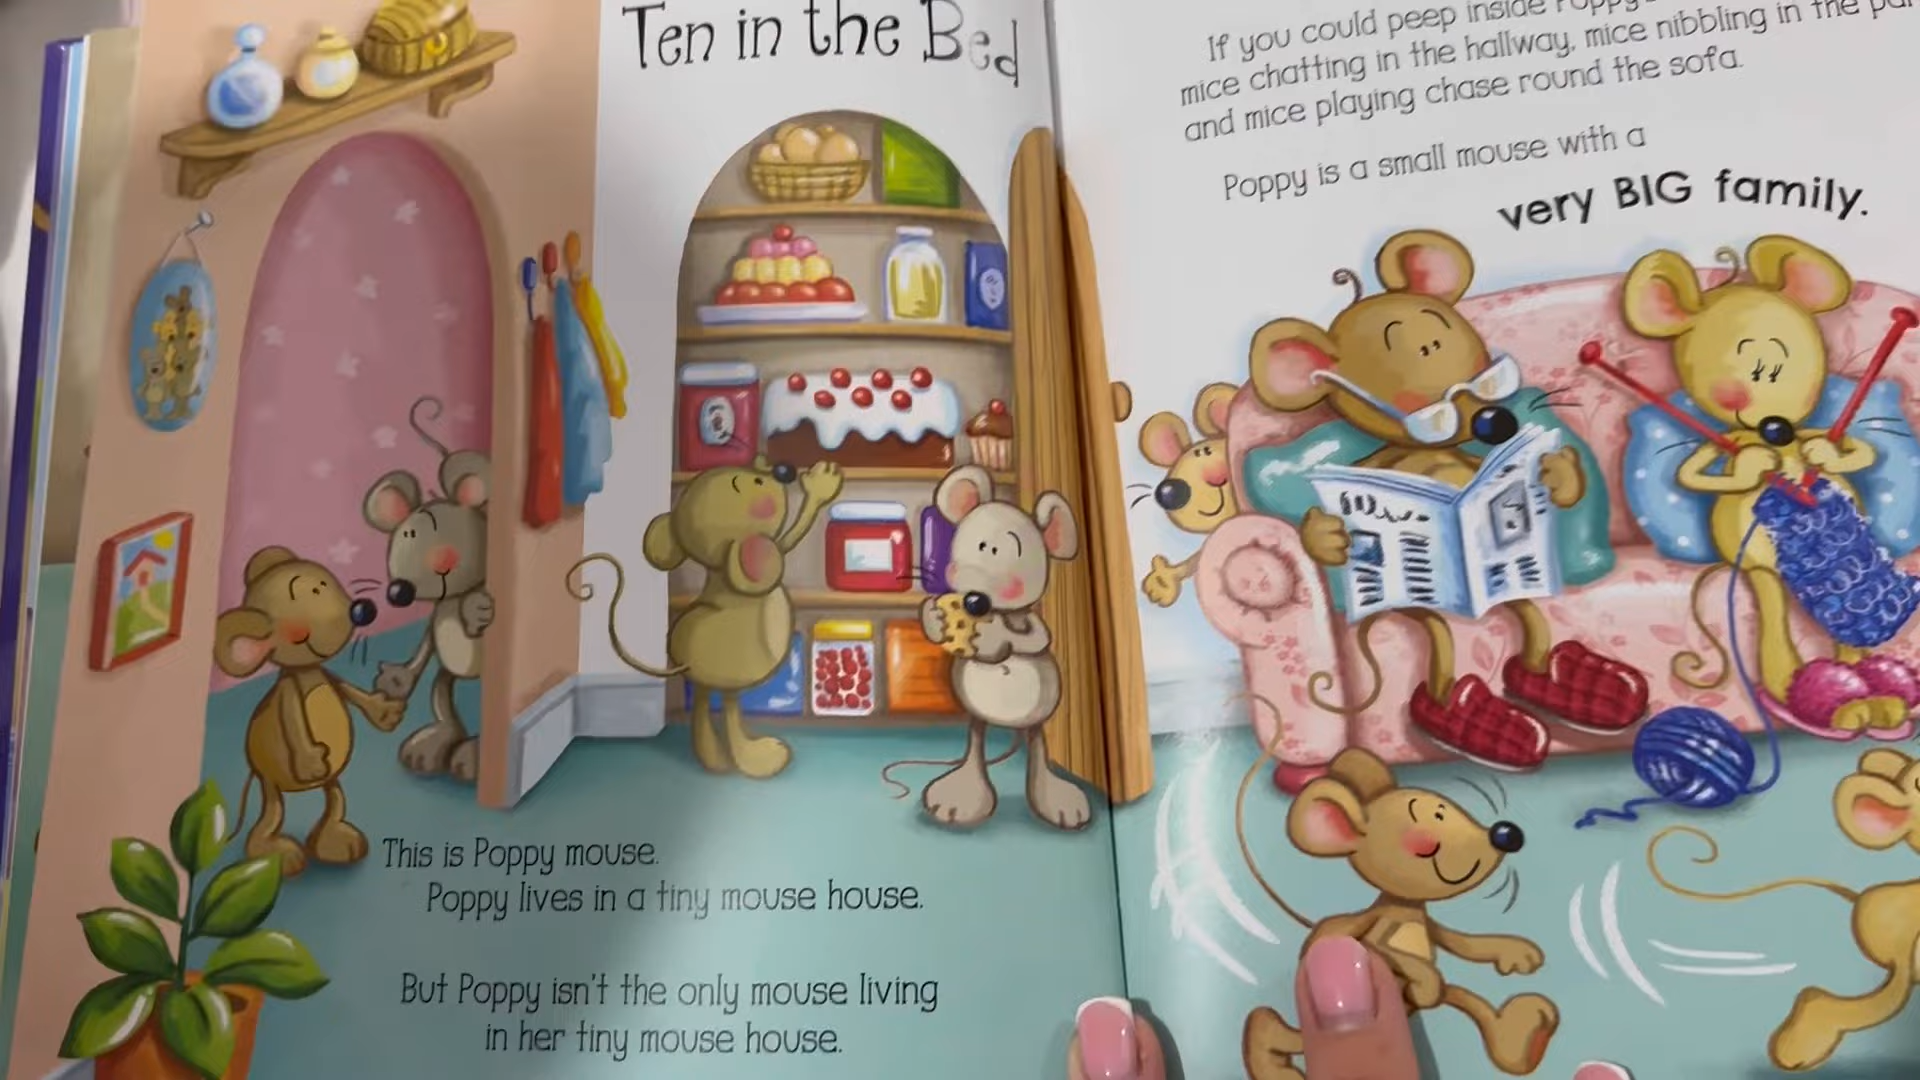 Ten in the Bed
This is Poppy mouse.
Poppy lives in a tiny mouse house.
But Poppy isn't the only mouse living
in her tiny mouse house.
If you could peep inside
mice chatting in the hallway, mice nibbling in the
and mice playing chase round the sofa.
Poppy is a small mouse with a
very BIG family.